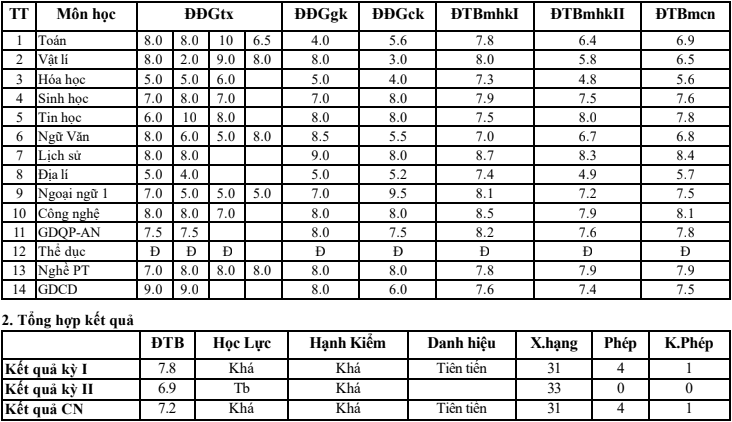 TT Môn học ĐĐGtx ĐĐGgk ĐĐGck ĐTBmhkI ĐTBmhkII ĐTBmcn
1 Toán 8.0 8.0 10 6.5 4.0 5.6 7.8 6.4 6.9
2 Vật lí 8.0 2.0 9.0 8.0 8.0 3.0 8.0 5.8 6.5
3 Hóa học 5.0 5.0 6.0 5.0 4.0 7.3 4.8 5.6
4 Sinh học 7.0 8.0 7.0 7.0 8.0 7.9 7.5 7.6
5 Tin học 6.0 10 8.0 8.0 8.0 7.5 8.0 7.8
6 Ngữ Văn 8.0 6.0 5.0 8.0 8.5 5.5 7.0 6.7 6.8
7 Lịch sử 8.0 8.0 9.0 8.0 8.7 8.3 8.4
8 Địa lí 5.0 4.0 5.0 5.2 7.4 4.9 5.7
9 Ngoại ngữ 1 7.0 5.0 5.0 5.0 7.0 9.5 8.1 7.2 7.5
10 Công nghệ 8.0 8.0 7.0 8.0 8.0 8.5 7.9 8.1
11 GDQP-AN 7.5 7.5 8.0 7.5 8.2 7.6 7.8
12 Thể dục Đ Đ Đ Đ Đ Đ Đ Đ
13 Nghề PT 7.0 8.0 8.0 8.0 8.0 8.0 7.8 7.9 7.9
14 GDCD 9.0 9.0 8.0 6.0 7.6 7.4 7.5
2. Tổng hợp kết quả
ĐTB Học Lực Hạnh Kiểm Danh hiệu X.hạng Phép K.Phép
Kết quả kỳ I 7.8 Khá Khá Tiên tiến 31 4 1
Kết quả kỳ II 6.9 Tb Khá 33 0 0
Kết quả CN 7.2 Khá Khá Tiên tiến 31 4 1